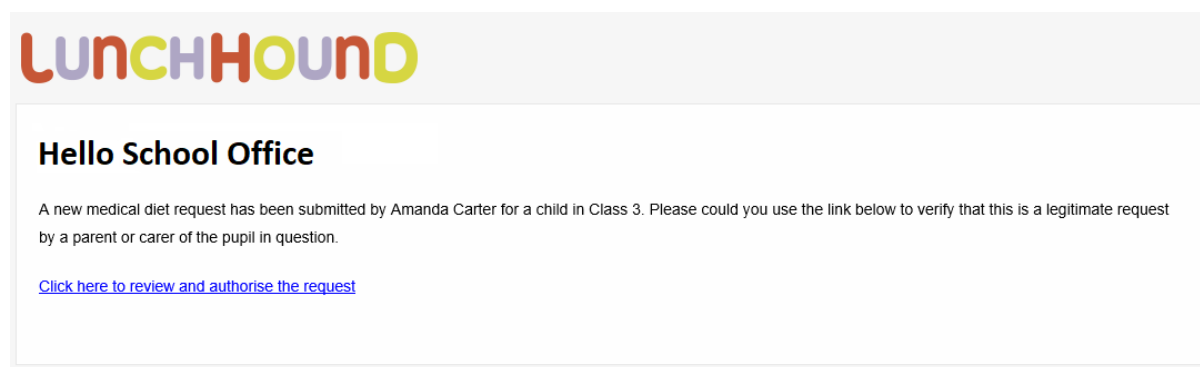 LUNCHHOUND
Hello School Office
A new medical diet request has been submitted by Amanda Carter for a child in Class 3. Please could you use the link below to verify that this is a legitimate request
by a parent or carer of the pupil in question.
Click here to review and authorise the request